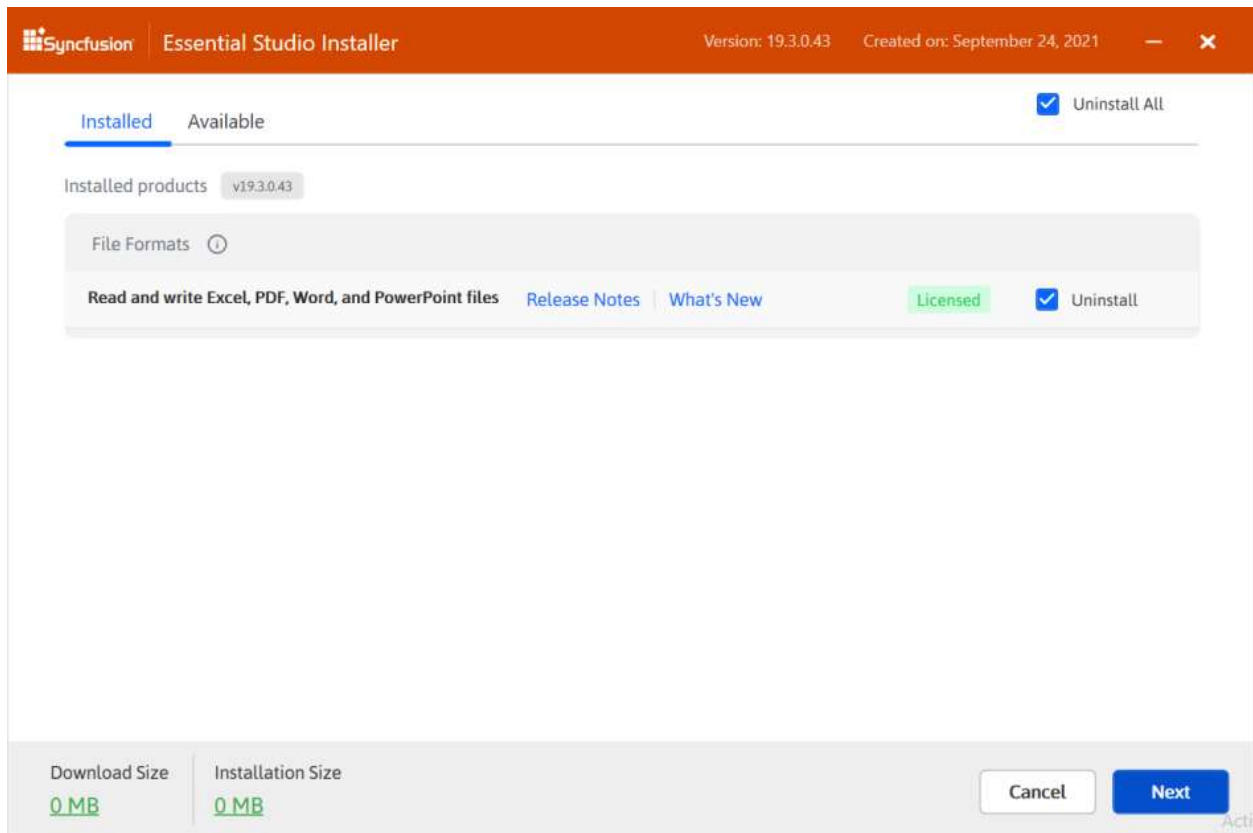 Syncfusion Essential Studio Installer Version: 19.3.0.43 Created on: September 24, 2021
Uninstall All
Installed Available
Installed products v19.3.0.43
File Formats
Read and write Excel, PDF, Word, and PowerPoint files Release Notes What's New Licensed Uninstall
Download Size Installation Size
0 MB 0 MB
Cancel Next
Acti